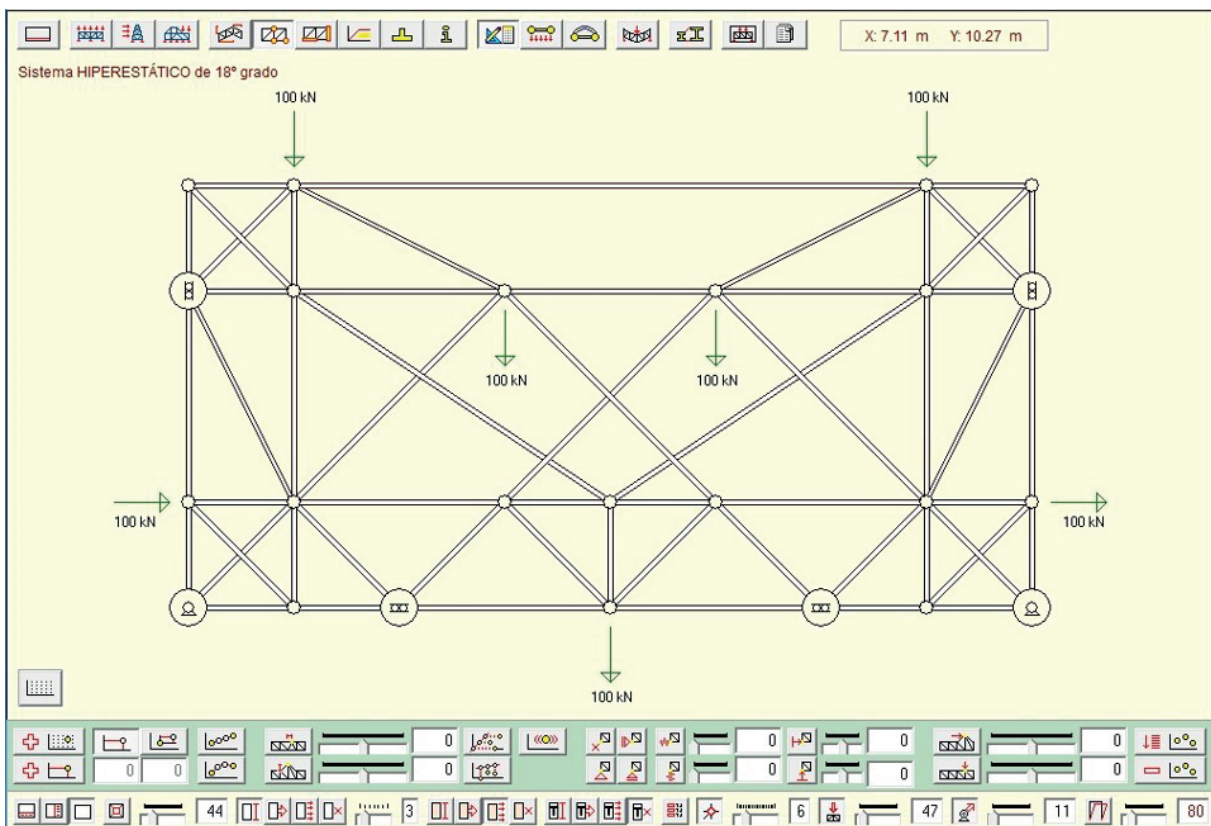 X: 7.11 m Y: 10.27 m
Sistema HIPERESTÁTICO de 18º grado
100 kN 100 kN
100 kN 100 kN
100 kN 100 kN
100 kN
0 0 0 0
0 0 0 0 0 0
44 3 6 47 11 80